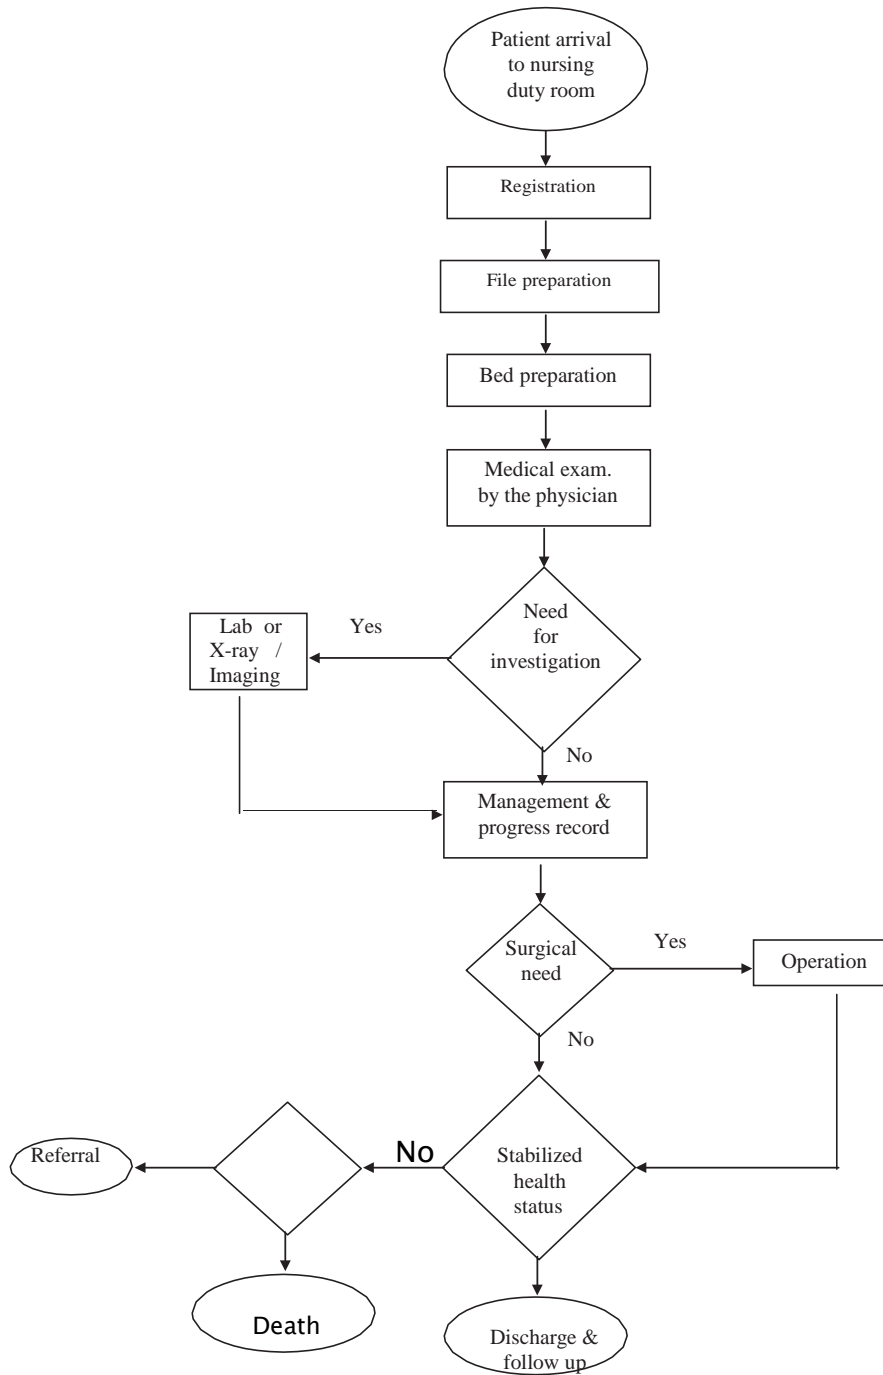 Patient arrival
to nursing
duty room
Registration
File preparation
Bed preparation
Medical exam.
by the physician
Need
for
investigation
Yes
Lab or
X-ray /
Imaging
No
Management &
progress record
Surgical
need
Yes
Operation
No
Stabilized
health
status
No
Referral
Death
Discharge &
follow up